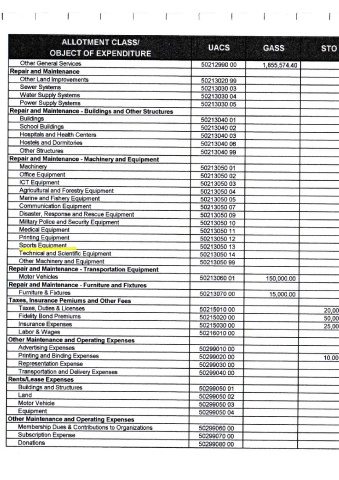 ALLOTMENT CLASS/
OBJECT OF EXPENDITURE UACS GASS STO
Other General Services 50212990 00 1,855,574.40
Repair and Maintenance
Other Land Improvements 50213020 99
Sewer Systems 50213030 03
Water Supply Systems 50213030 04
Power Supply Systems 50213030 05
Repair and Maintenance - Buildings and Other Structures
Buildings 50213040 01
School Buildings 50213040 02
Hospitals and Health Centers 50213040 03
Hostels and Dormitories 50213040 06
Other Structures 50213040 99
Repair and Maintenance - Machinery and Equipment
Machinery 50213050 01
Office Equipment 50213050 02
ICT Equipment 50213050 03
Agricultural and Forestry Equipment 50213050 04
Marine and Fishery Equipment 50213050 05
Communication Equipment 50213050 07
Disaster, Response and Rescue Equipment 50213050 09
Military Police and Security Equipment 50213050 10
Medical Equipment 50213050 11
Printing Equipment 50213050 12
Sports Equipment 50213050 13
Technical and Scientific Equipment 50213050 14
Other Machinery and Equipment 50213050 99
Repair and Maintenance - Transportation Equipment
Motor Vehicles 50213060 01 150,000.00
Repair and Maintenance - Furniture and Fixtures
Furniture & Fixtures 50213070 00 15,000.00
Taxes, Insurance Pemiums and Other Fees
Taxes, Duties & Licenses 50215010 00 20,00
Fidelity Bond Premiums 50215020 00 50,00
Insurance Expenses 50215030 00 25,00
Labor & Wages 50216010 00
Other Maintenance and Operating Expenses
Advertising Expenses 50299010 00
Printing and Binding Expenses 50299020 00 10,00
Representation Expense 50299030 00
Transportation and Delivery Expenses 50299040 00
Rents/Lease Expenses
Buildings and Structures 50299050 01
Land 50299050 02
Motor Vehicle 50299050 03
Equipment 50299050 04
Other Maintenance and Operating Expenses
Membership Dues & Contributions to Organizations 50299060 00
Subscription Expense 50299070 00
Donations 50299080 00